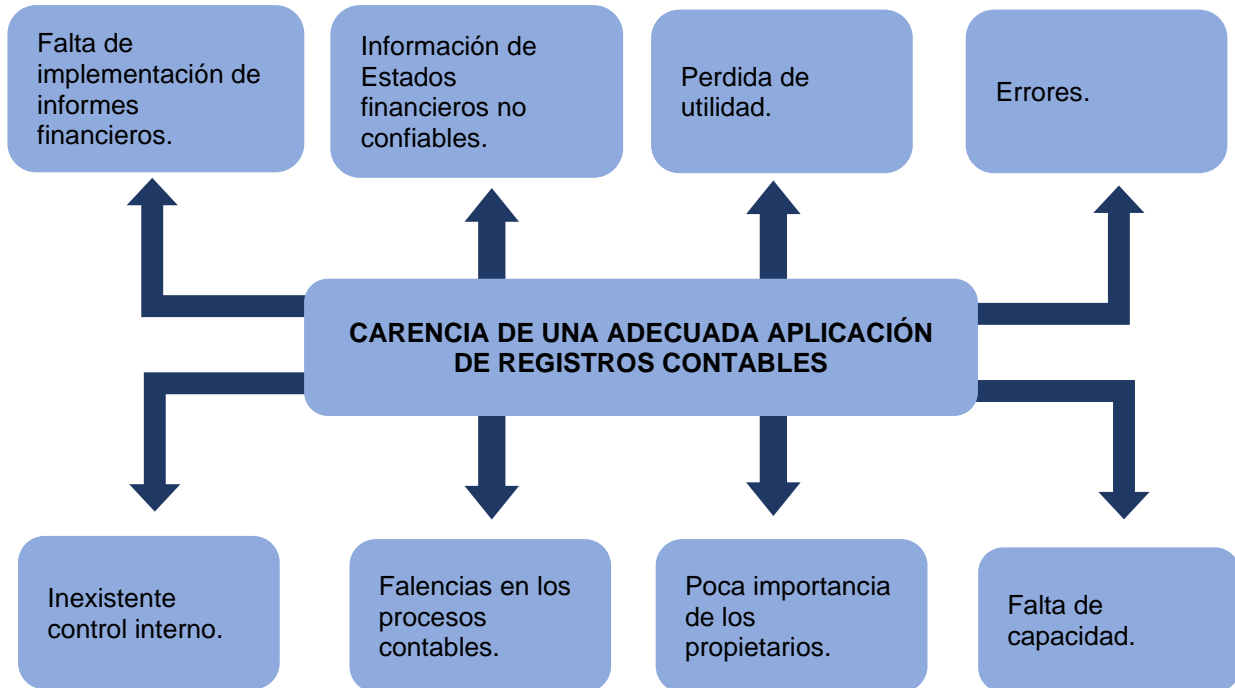 Falta de
implementación de
informes
financieros.
Información de
Estados
financieros no
confiables.
Perdida de
utilidad.
Errores.
CARENCIA DE UNA ADECUADA APLICACIÓN
DE REGISTROS CONTABLES
Inexistente
control interno.
Falencias en los
procesos
contables.
Poca importancia
de los
propietarios.
Falta de
capacidad.